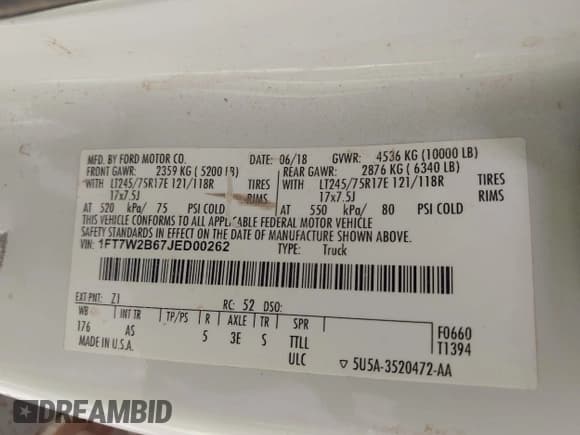 MFD. BY FORD MOTOR CO. DATE: 06/18 GVWR: 4536 KG (10000 LB)
FRONT GAWR: 2359 KG ( 5200 LB) REAR GAWR: 2876 KG ( 6340 LB)
WITH LT245/75R17E 121/118R TIRES WITH LT245/75R17E 121/118R TIRES
17x7.5J RIMS 17x7.5J RIMS
AT 520 kPa/ 75 PSI COLD AT 550 kPa/ 80 PSI COLD
THIS VEHICLE CONFORMS TO ALL APPLICABLE FEDERAL MOTOR VEHICLE
SAFETY STANDARDS IN EFFECT ON THE DATE OF MANUFACTURE SHOWN ABOVE.
VIN: 1FT7W2B67JED00262 TYPE: Truck
EXT PNT: Z1 RC: 52 DSO:
WB INT TR TP/PS R AXLE TR SPR F0660
176 AS 5 3E S TTLL T1394
MADE IN U.S.A. ULC ▽ 5U5A-3520472-AA
DREAMBID